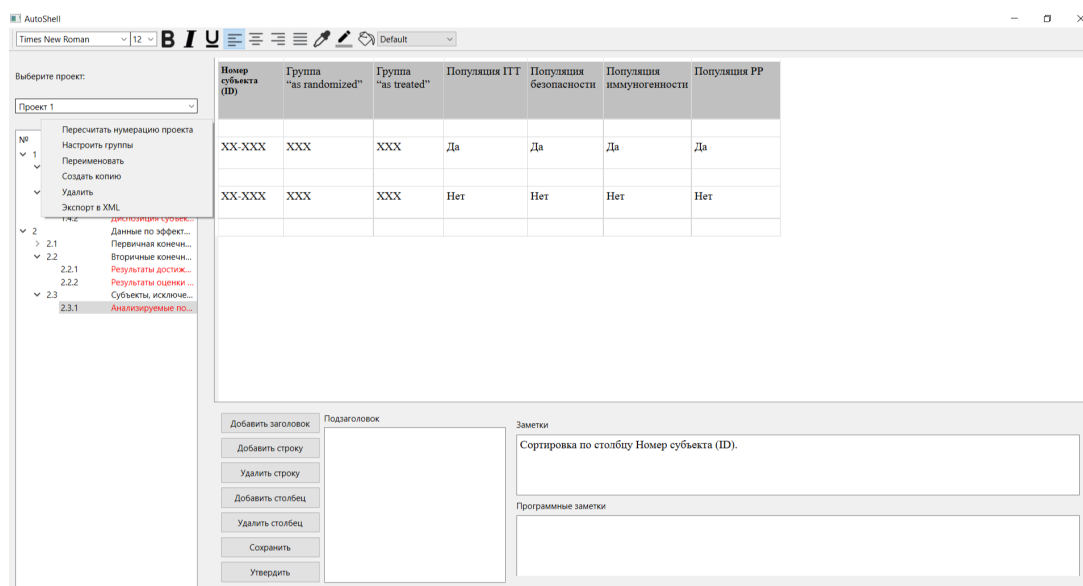 AutoShell
Times New Roman 12 B I U Default
Выберите проект:
Проект 1
№
Пересчитать нумерацию проекта
Настроить группы
Переименовать
Создать копию
Удалить
Экспорт в XML
1
1.4.2 Диспозиция субъек...
2 Данные по эффект...
2.1 Первичная конечн...
2.2 Вторичные конечн...
2.2.1 Результаты достиж...
2.2.2 Результаты оценки ...
2.3 Субъекты, исключе...
2.3.1 Анализируемые по...
Номер субъекта (ID) Группа “as randomized” Группа “as treated” Популяция ITT Популяция безопасности Популяция иммуногенности Популяция PP
XX-XXX XXX XXX Да Да Да Да
XX-XXX XXX XXX Нет Нет Нет Нет
Добавить заголовок
Добавить строку
Удалить строку
Добавить столбец
Удалить столбец
Сохранить
Утвердить
Подзаголовок
Заметки
Сортировка по столбцу Номер субъекта (ID).
Программные заметки